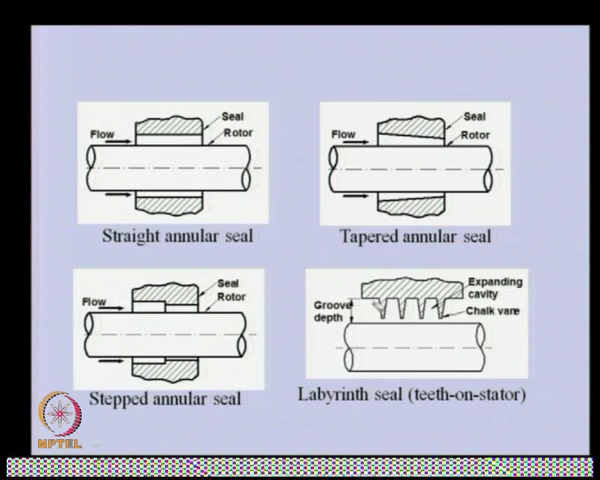 Seal
Flow
Rotor
Straight annular seal
Seal
Flow
Rotor
Tapered annular seal
Seal
Flow
Rotor
Stepped annular seal
Expanding
cavity
Groove
depth
Chalk vane
Labyrinth seal (teeth-on-stator)
NPTEL